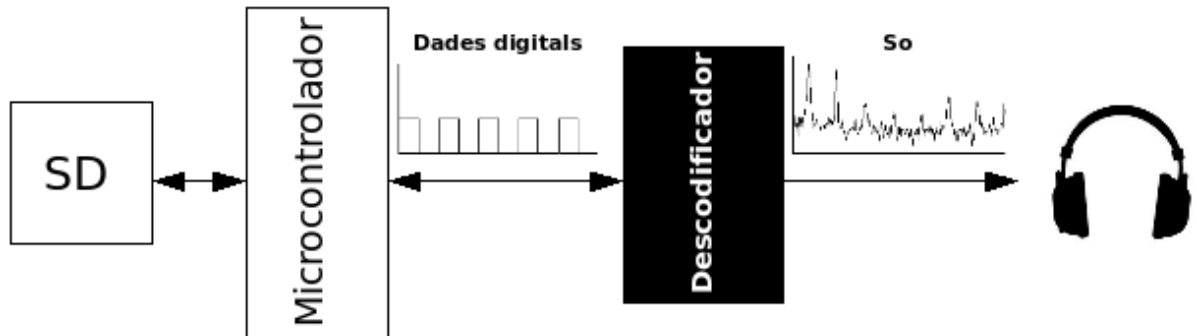 SD
Microcontrolador
Dades digitals
Descodificador
So